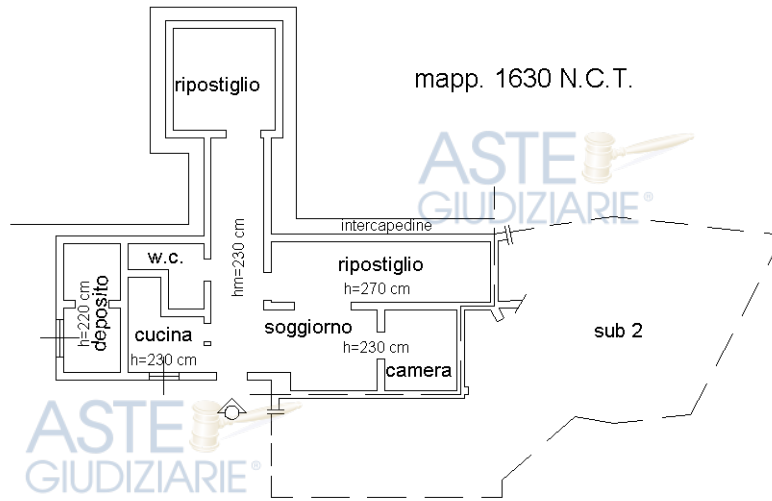 ripostiglio
mapp. 1630 N.C.T.
ASTE
GIUDIZIARIE®
intercapedine
w.c.
hm=230 cm
ripostiglio
h=270 cm
h=220 cm
deposito
cucina
h=230 cm
soggiorno
h=230 cm
camera
sub 2
ASTE
GIUDIZIARIE®